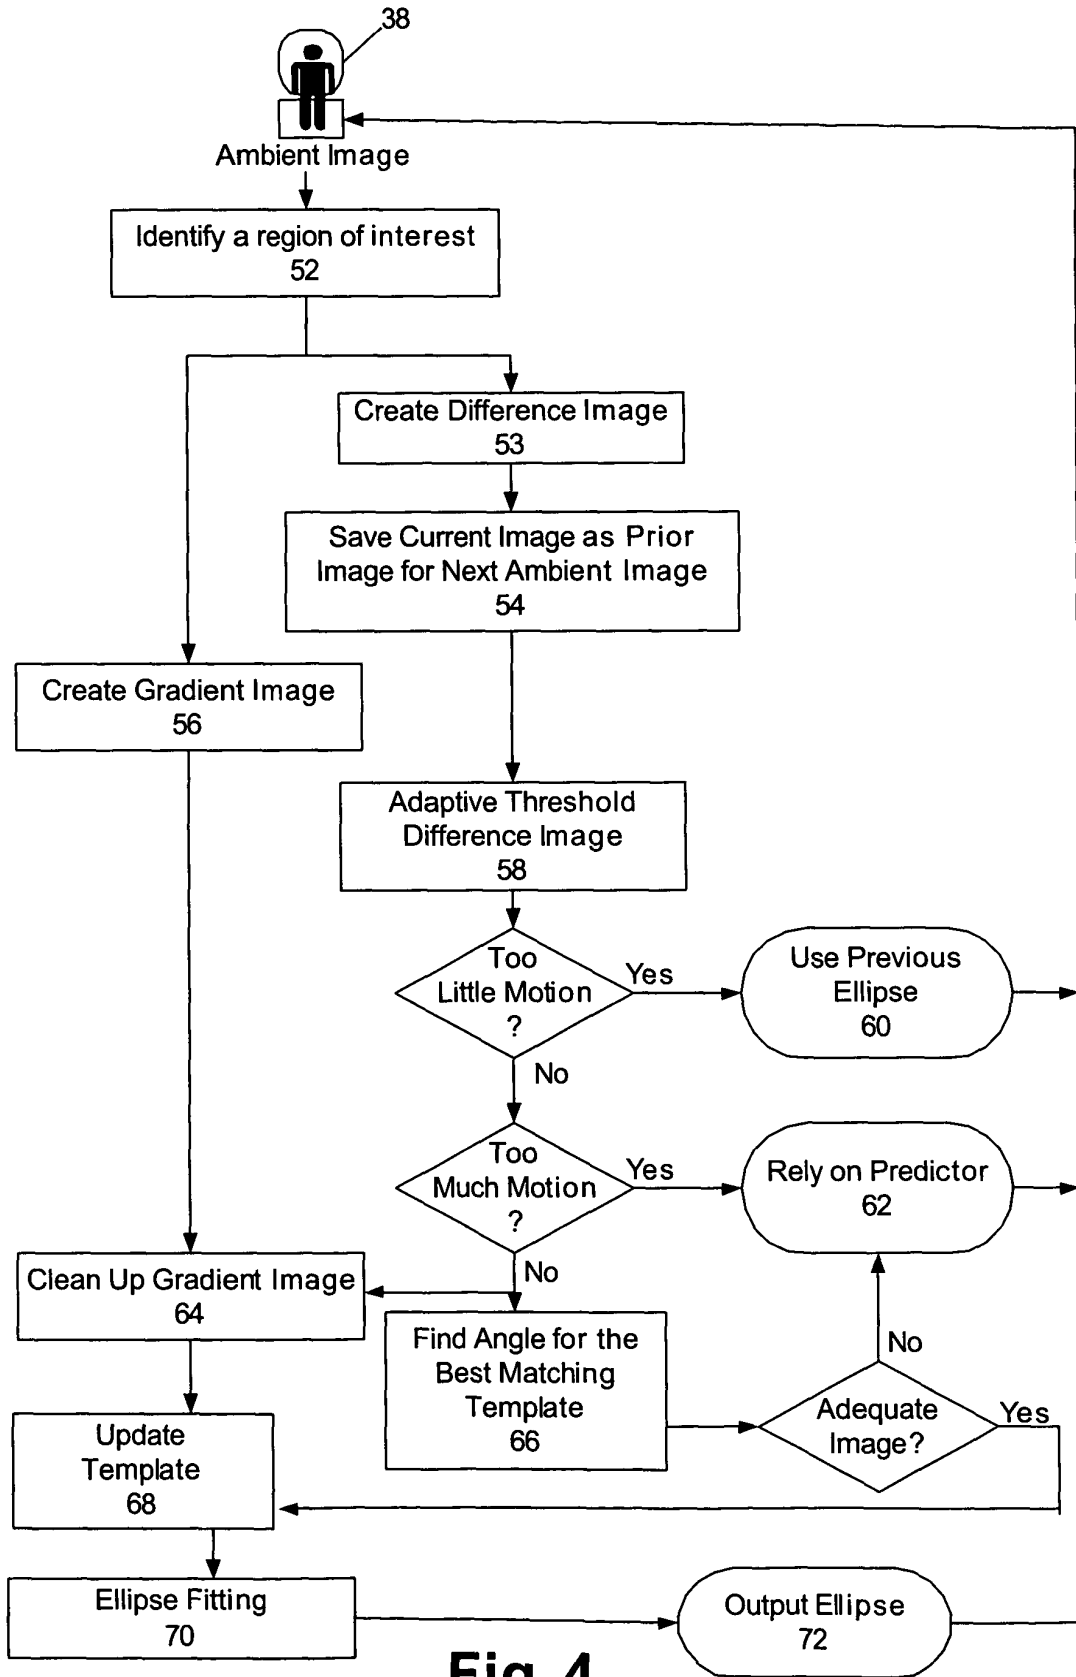 38
Ambient Image
Identify a region of interest
52
Create Difference Image
53
Save Current Image as Prior
Image for Next Ambient Image
54
Create Gradient Image
56
Adaptive Threshold
Difference Image
58
Too
Little Motion
?
Yes
Use Previous
Ellipse
60
No
Too
Much Motion
?
Yes
Rely on Predictor
62
No
Clean Up Gradient Image
64
Find Angle for the
Best Matching
Template
66
No
Adequate
Image?
Yes
Update
Template
68
Ellipse Fitting
70
Output Ellipse
72
Fig. 4